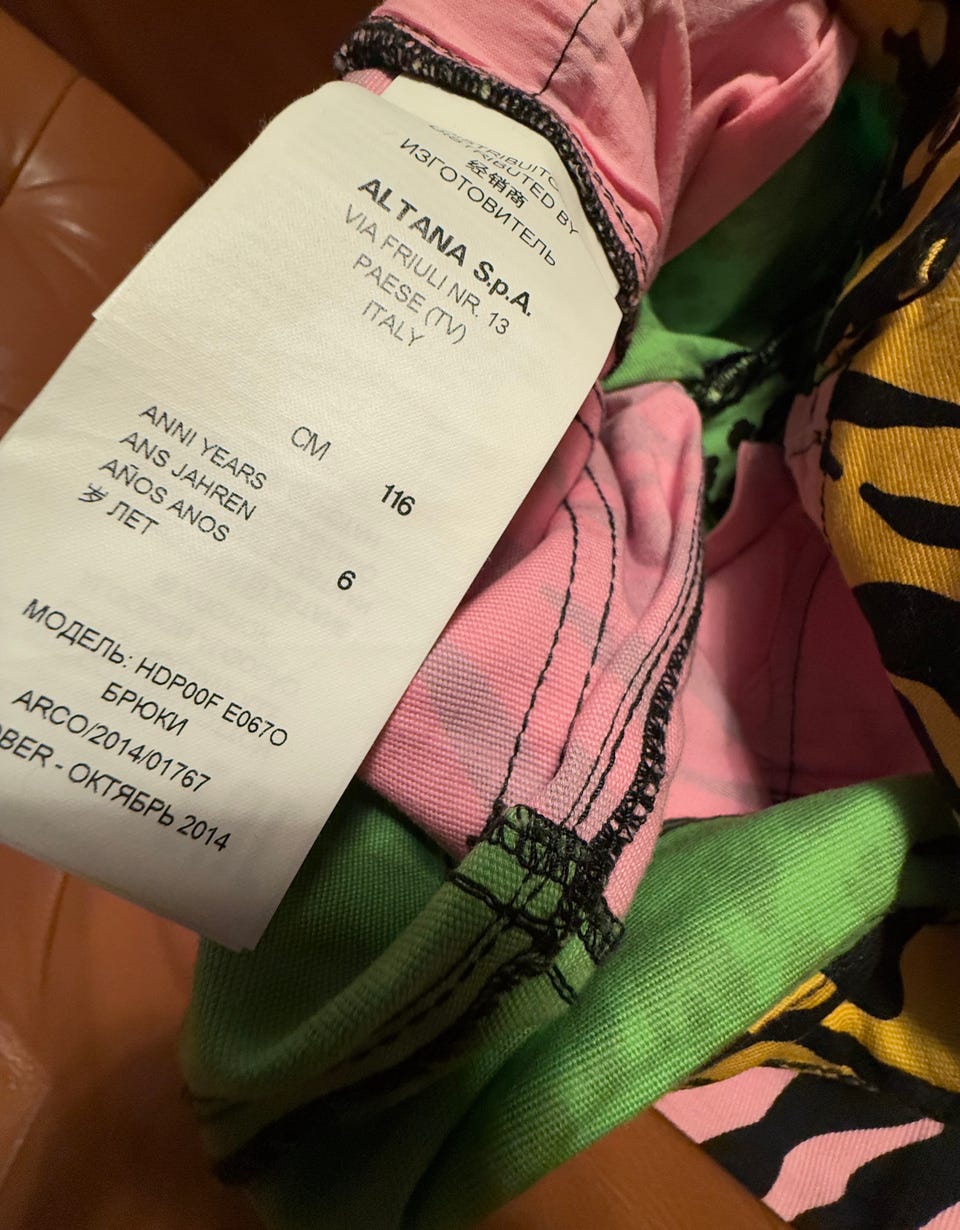 DISTRIBUTED BY
经销商
ИЗГОТОВИТЕЛЬ
ALTANA S.p.A.
VIA FRIULI NR. 13
PAESE (TV)
ITALY
CM 116
ANNI YEARS
ANS JAHREN
AÑOS ANOS
岁 ЛЕТ
6
МОДЕЛЬ: HDP00F E067O
БРЮКИ
ARCO/2014/01767
- ОКТЯБРЬ 2014